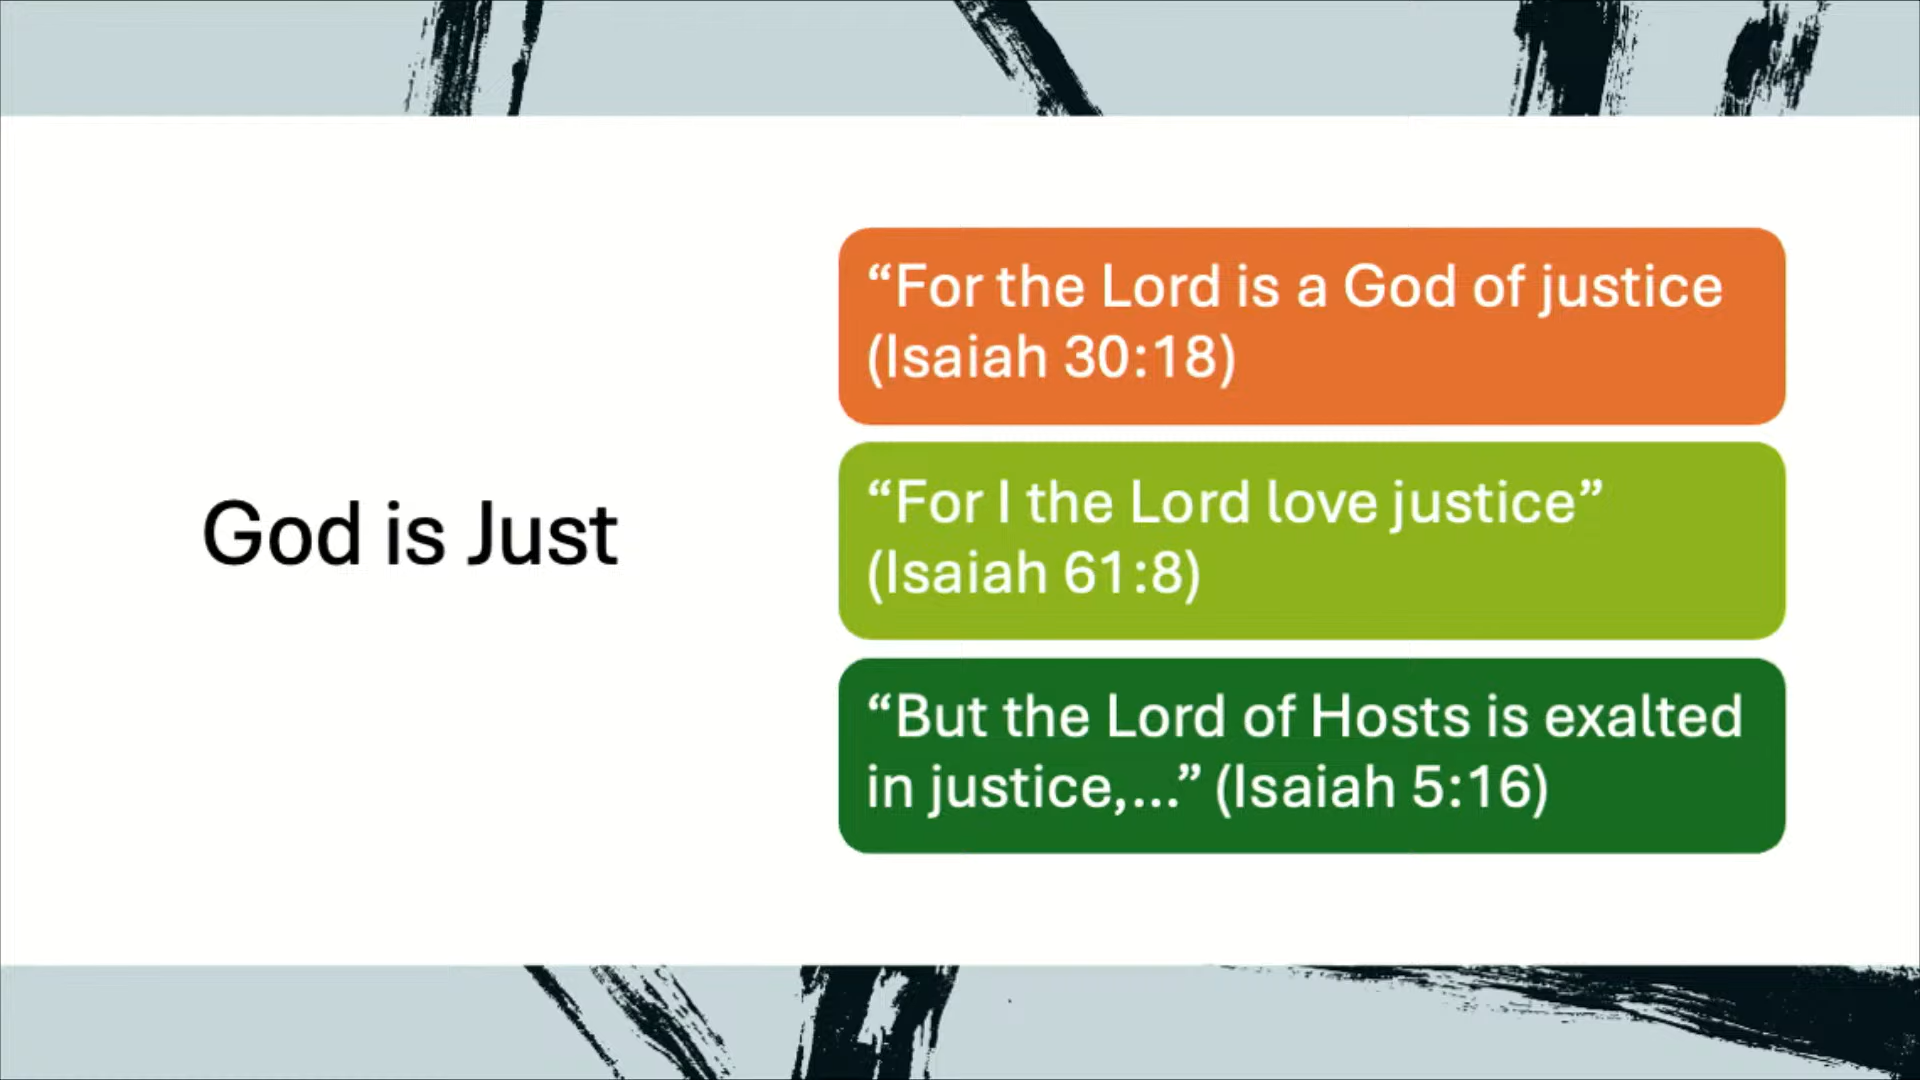 God is Just
“For the Lord is a God of justice
(Isaiah 30:18)
“For I the Lord love justice”
(Isaiah 61:8)
“But the Lord of Hosts is exalted
in justice,...” (Isaiah 5:16)